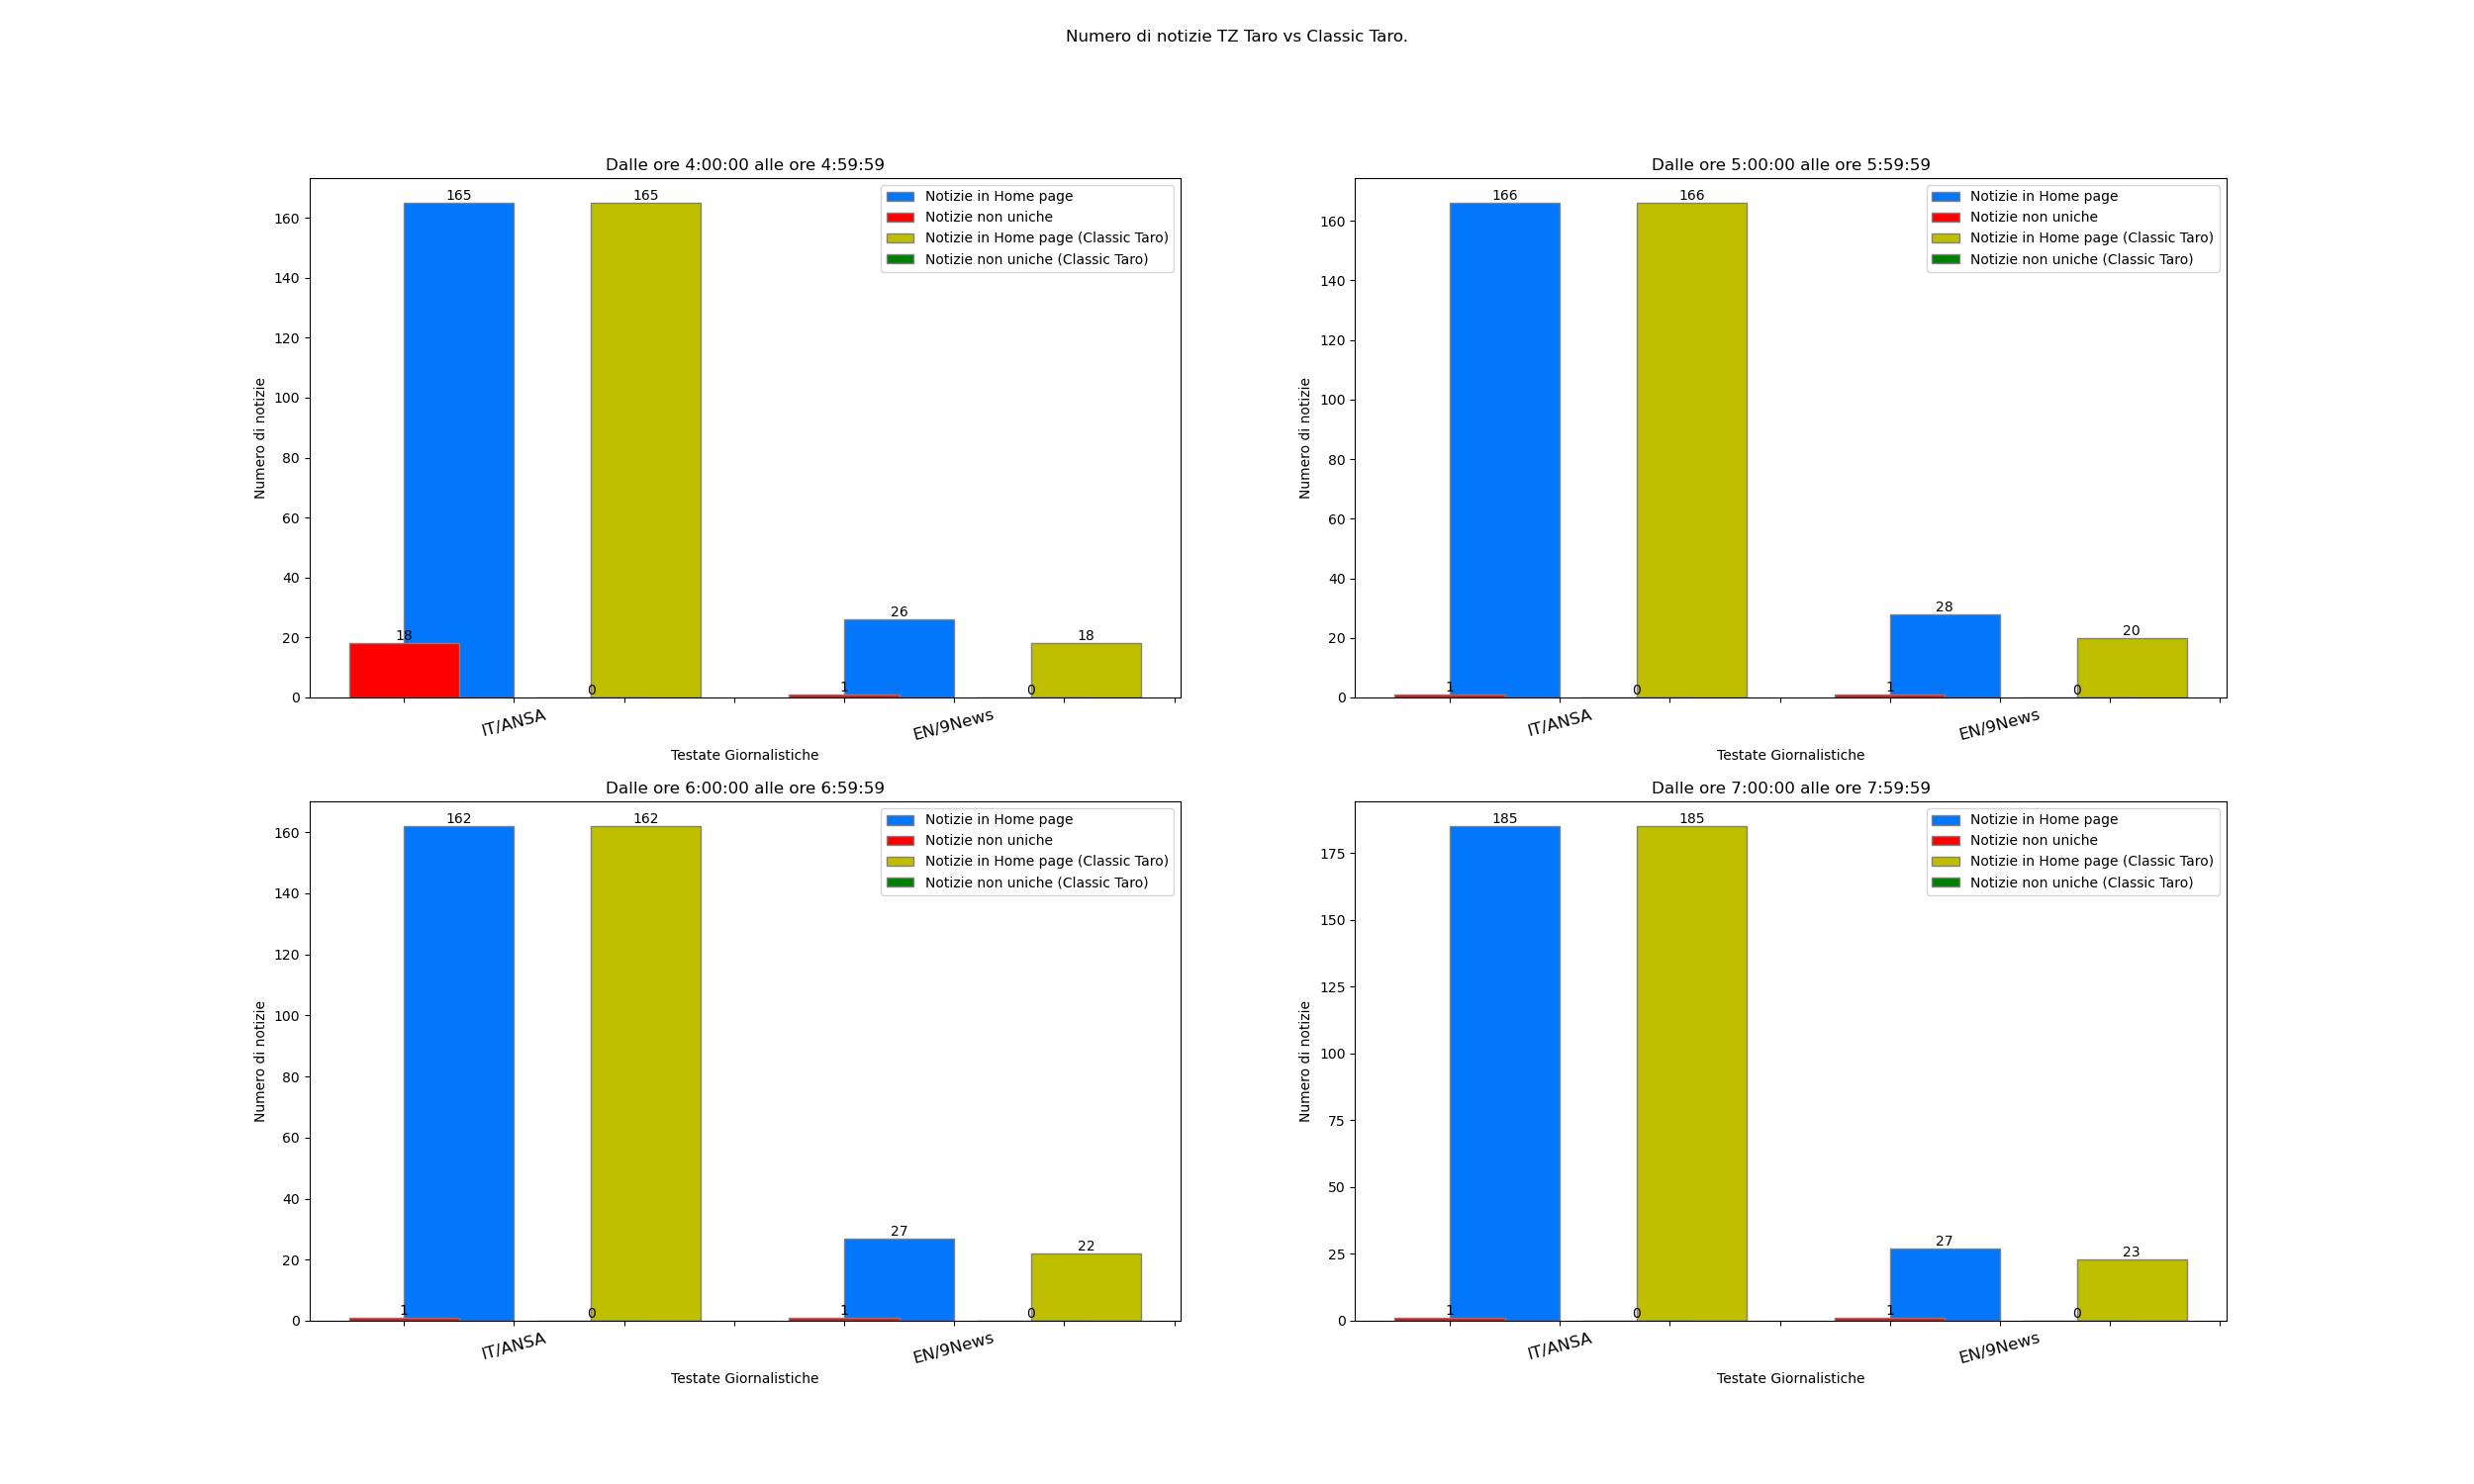 Numero di notizie TZ Taro vs Classic Taro.
Dalle ore 4:00:00 alle ore 4:59:59
Numero di notizie
160
140
120
100
80
60
40
20
0
165
165
18
0
26
1
18
0
Notizie in Home page
Notizie non uniche
Notizie in Home page (Classic Taro)
Notizie non uniche (Classic Taro)
IT/ANSA
EN/9News
Testate Giornalistiche
Dalle ore 5:00:00 alle ore 5:59:59
Numero di notizie
160
140
120
100
80
60
40
20
0
166
166
1
0
28
1
20
0
Notizie in Home page
Notizie non uniche
Notizie in Home page (Classic Taro)
Notizie non uniche (Classic Taro)
IT/ANSA
EN/9News
Testate Giornalistiche
Dalle ore 6:00:00 alle ore 6:59:59
Numero di notizie
160
140
120
100
80
60
40
20
0
162
162
1
0
27
1
22
0
Notizie in Home page
Notizie non uniche
Notizie in Home page (Classic Taro)
Notizie non uniche (Classic Taro)
IT/ANSA
EN/9News
Testate Giornalistiche
Dalle ore 7:00:00 alle ore 7:59:59
Numero di notizie
175
150
125
100
75
50
25
0
185
185
1
0
27
1
23
0
Notizie in Home page
Notizie non uniche
Notizie in Home page (Classic Taro)
Notizie non uniche (Classic Taro)
IT/ANSA
EN/9News
Testate Giornalistiche